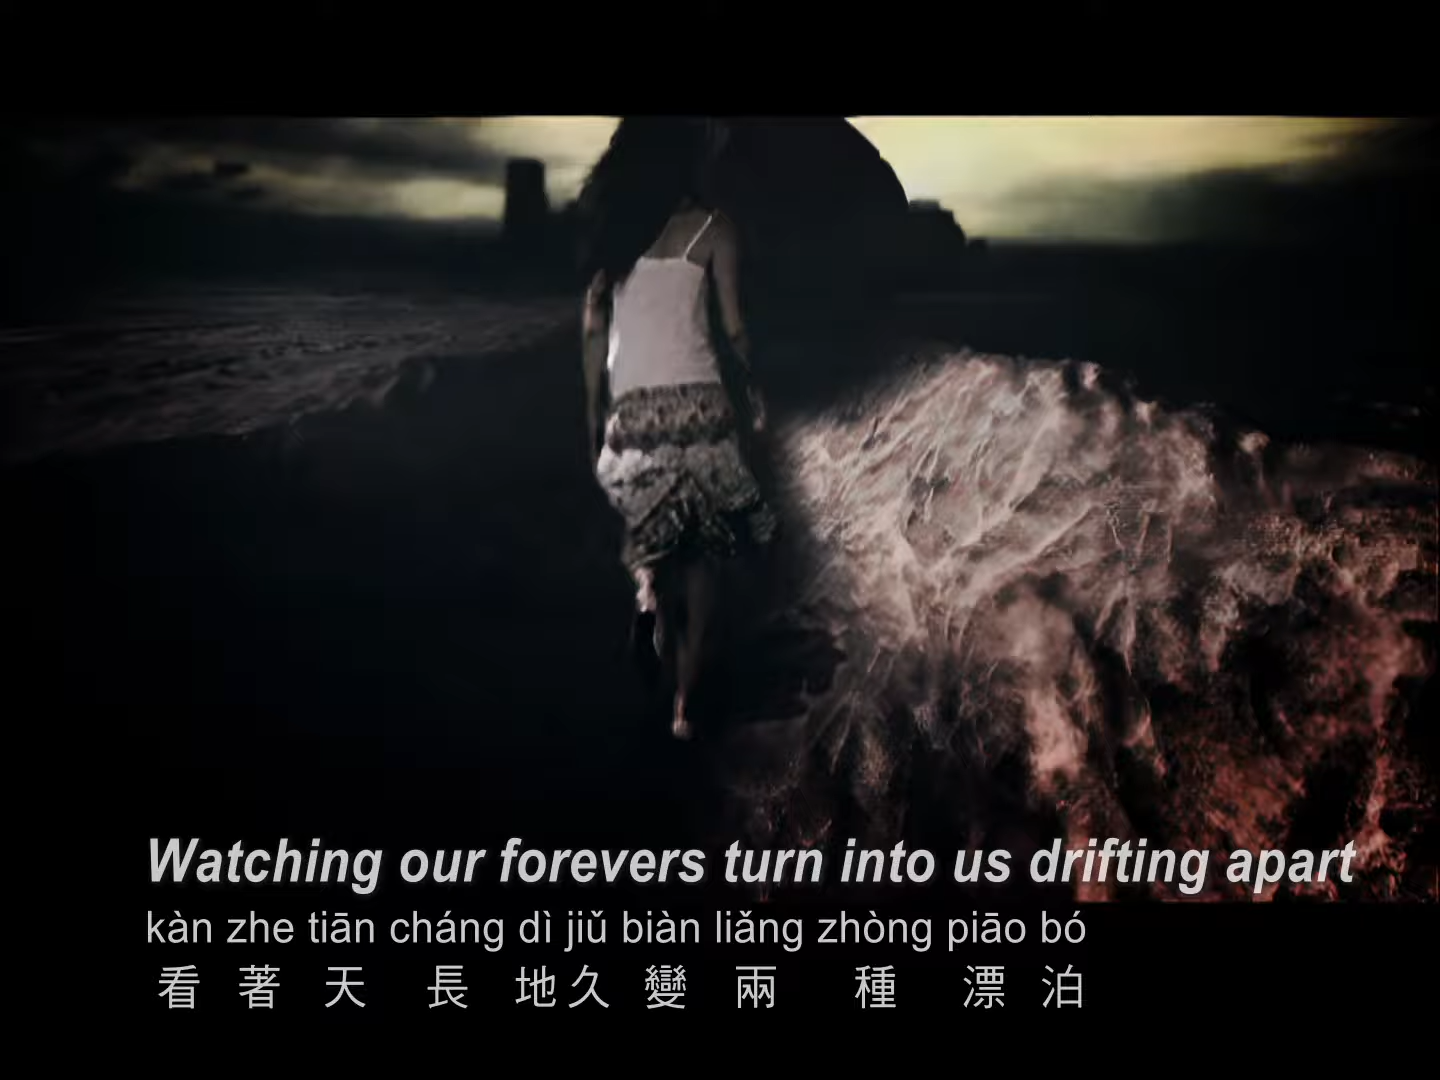 Watching our forevers turn into us drifting apart
kàn zhe tiān cháng dì jiǔ biàn liǎng zhòng piāo bó
看著天長地久變兩種漂泊